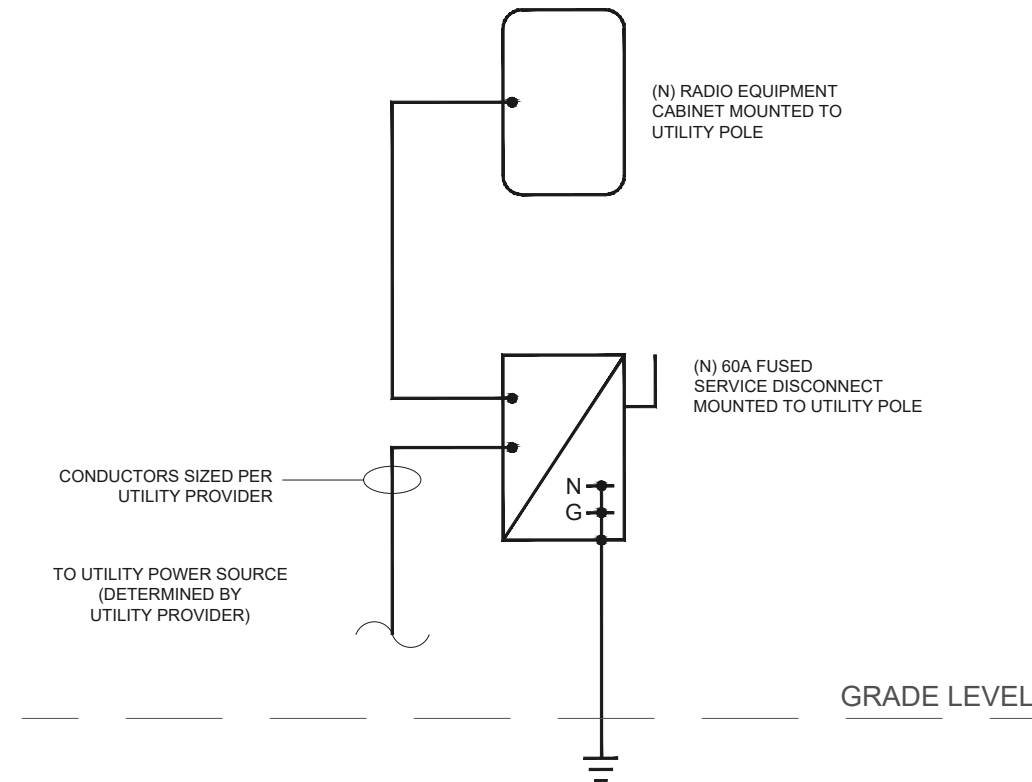 (N) RADIO EQUIPMENT
CABINET MOUNTED TO
UTILITY POLE
(N) 60A FUSED
SERVICE DISCONNECT
MOUNTED TO UTILITY POLE
CONDUCTORS SIZED PER
UTILITY PROVIDER
N
G
TO UTILITY POWER SOURCE
(DETERMINED BY
UTILITY PROVIDER)
GRADE LEVEL